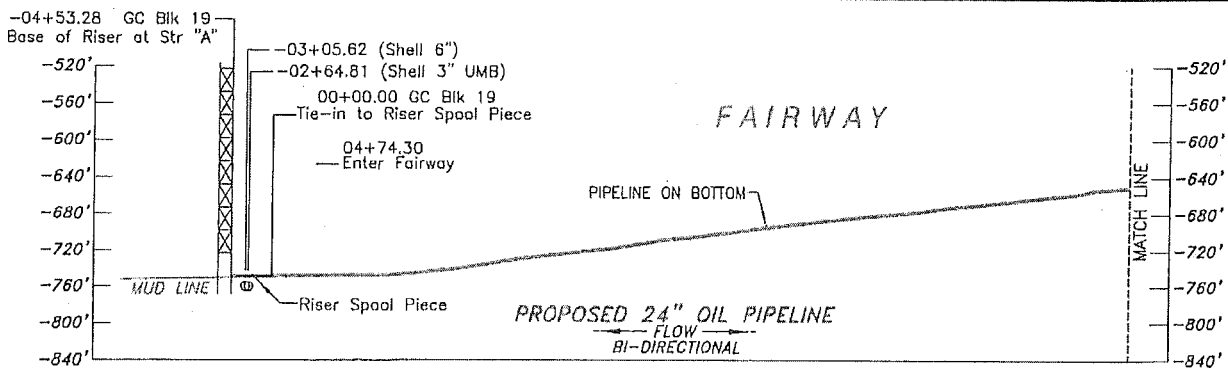 -04+53.28 GC Blk 19
Base of Riser at Str "A"
-03+05.62 (Shell 6")
-02+64.81 (Shell 3" UMB)
00+00.00 GC Blk 19
Tie-in to Riser Spool Piece
04+74.30
Enter Fairway
FAIRWAY
-520'
-560'
-600'
-640'
-680'
-720'
-760'
-800'
-840'
PIPELINE ON BOTTOM
MUD LINE
Riser Spool Piece
PROPOSED 24" OIL PIPELINE
FLOW
BI-DIRECTIONAL
MATCH LINE
-520'
-560'
-600'
-640'
-680'
-720'
-760'
-800'
-840'